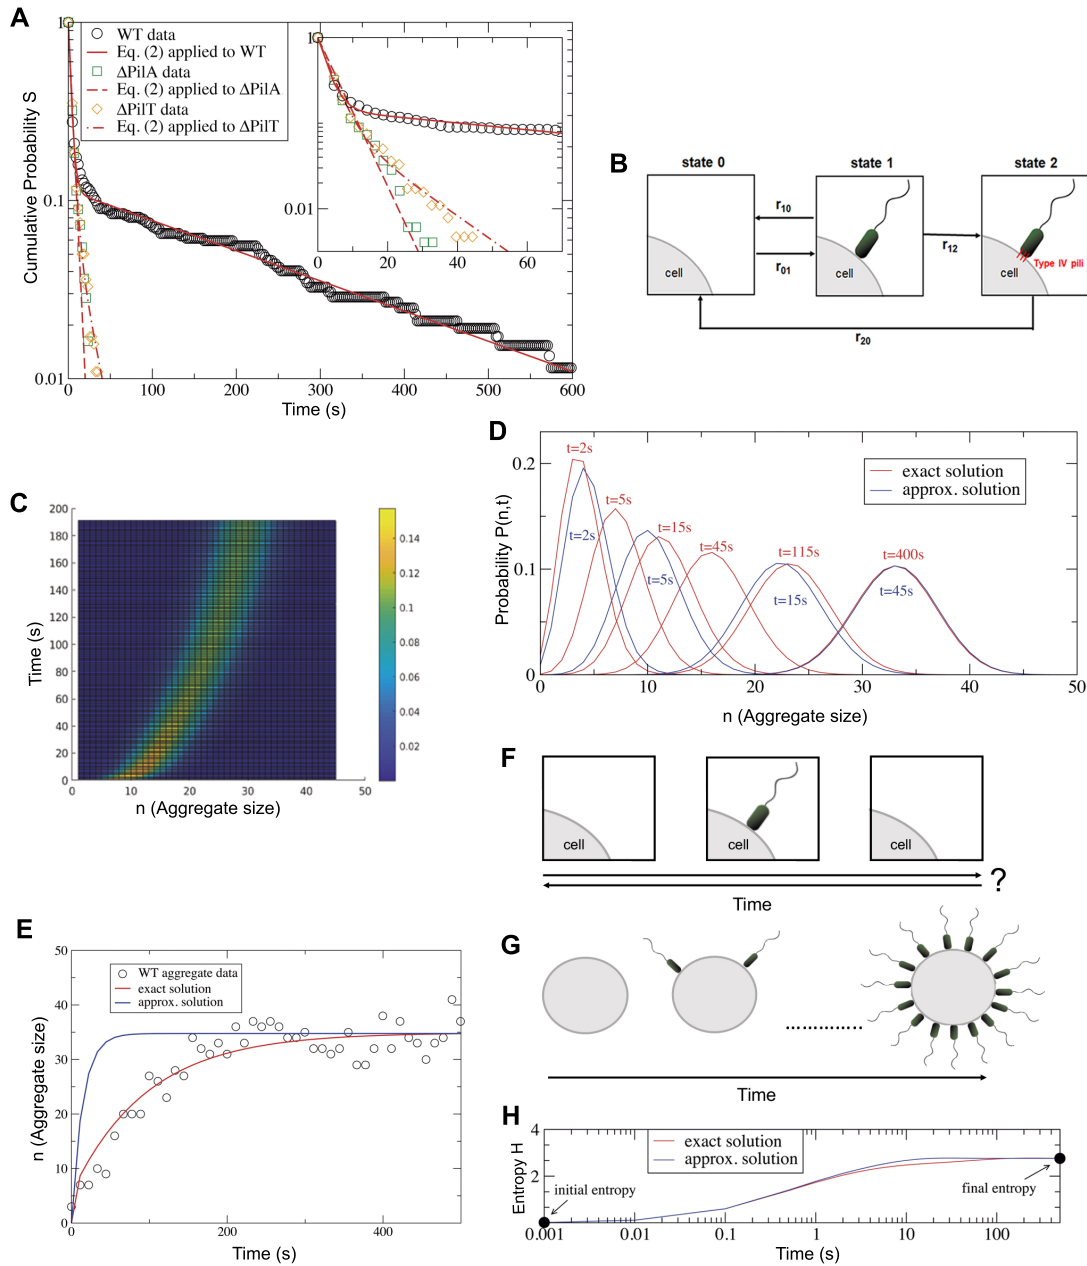 A
Cumulative Probability S
1
0.1
0.01
0
100
200
300
400
500
600
Time (s)
WT data
Eq. (2) applied to WT
ΔPilA data
Eq. (2) applied to ΔPilA
ΔPilT data
Eq. (2) applied to ΔPilT
1
0.01
0
20
40
60
B
state 0
state 1
state 2
r10
r01
r12
r20
cell
cell
cell
Type IV pili
C
Time (s)
200
180
160
140
120
100
80
60
40
20
0
0
10
20
30
40
50
n (Aggregate size)
0.14
0.12
0.1
0.08
0.06
0.04
0.02
D
Probability P(n,t)
0.2
0.1
0
0
10
20
30
40
50
n (Aggregate size)
t=2s
t=5s
t=15s
t=45s
t=115s
t=400s
t=2s
t=5s
t=15s
t=45s
exact solution
approx. solution
E
n (Aggregate size)
50
40
30
20
10
0
0
200
400
Time (s)
WT aggregate data
exact solution
approx. solution
F
cell
cell
cell
?
Time
G
..............
Time
H
Entropy H
4
2
0.001
0.01
0.1
1
10
100
Time (s)
exact solution
approx. solution
initial entropy
final entropy